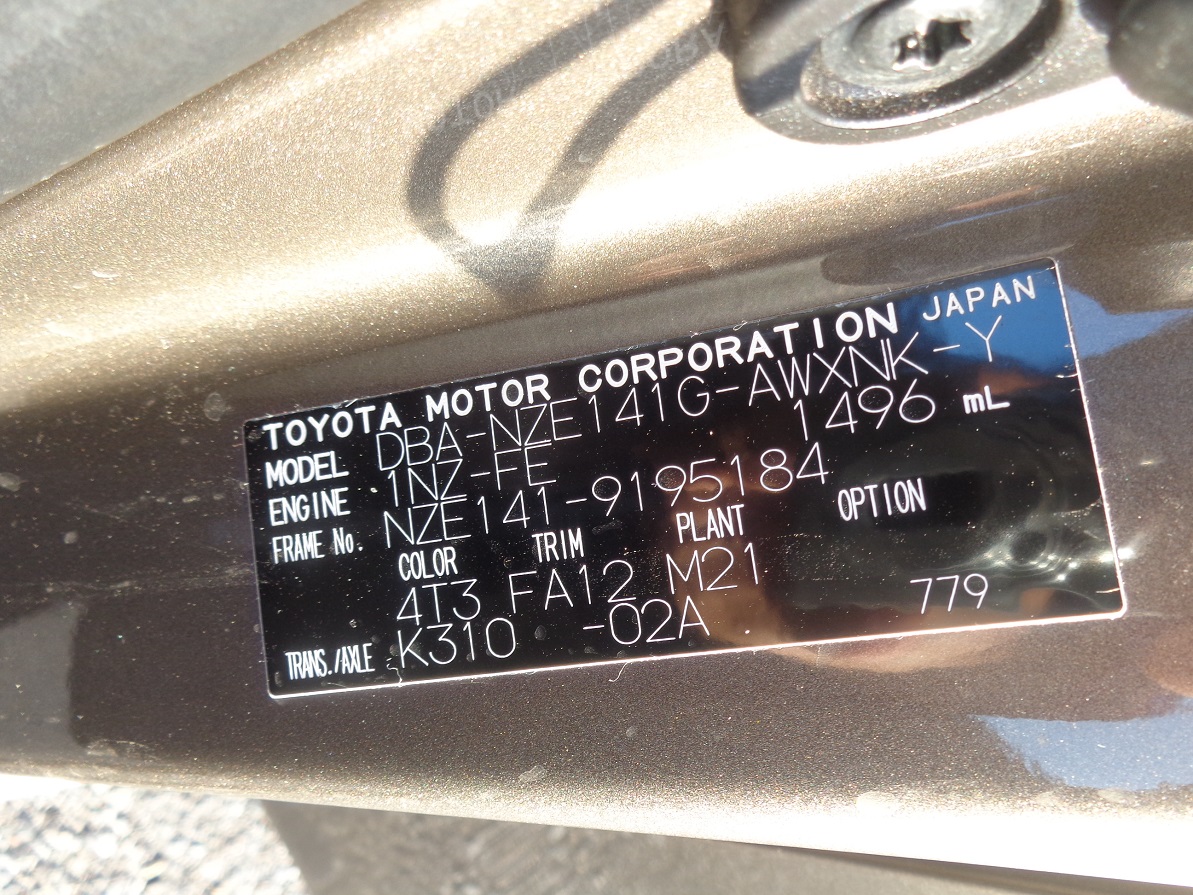 TOYOTA MOTOR CORPORATION JAPAN
MODEL DBA-NZE141G-AWXNK-Y
ENGINE 1NZ-FE 1496 mL
FRAME No. NZE141-9195184
COLOR TRIM PLANT OPTION
4T3 FA12 M21
TRANS./AXLE K310 -02A 779